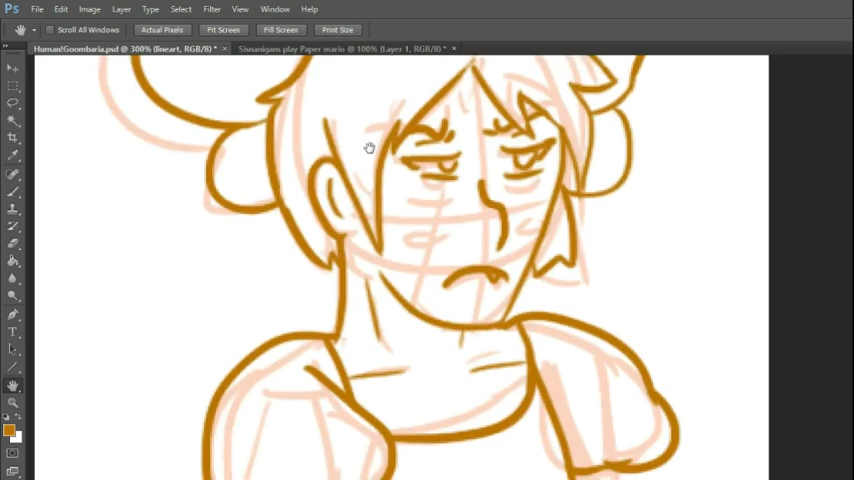 Ps File Edit Image Layer Type Select Filter View Window Help
Scroll All Windows Actual Pixels Fit Screen Fill Screen Print Size
Human!Goombaria.psd @ 300% (lineart, RGB/8) * × Sisnanigans play Paper mario @ 100% (Layer 1, RGB/8) * ×
T